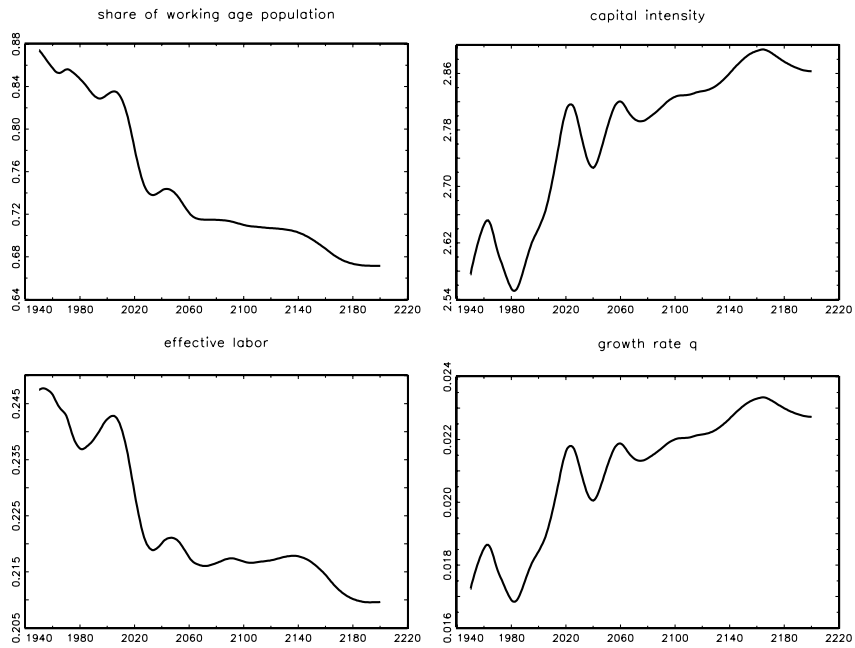 share of working age population
0.88
0.84
0.80
0.76
0.72
0.68
0.64
1940 1980 2020 2060 2100 2140 2180 2220
capital intensity
2.86
2.78
2.70
2.62
2.54
1940 1980 2020 2060 2100 2140 2180 2220
effective labor
0.245
0.235
0.225
0.215
0.205
1940 1980 2020 2060 2100 2140 2180 2220
growth rate q
0.024
0.022
0.020
0.018
0.016
1940 1980 2020 2060 2100 2140 2180 2220